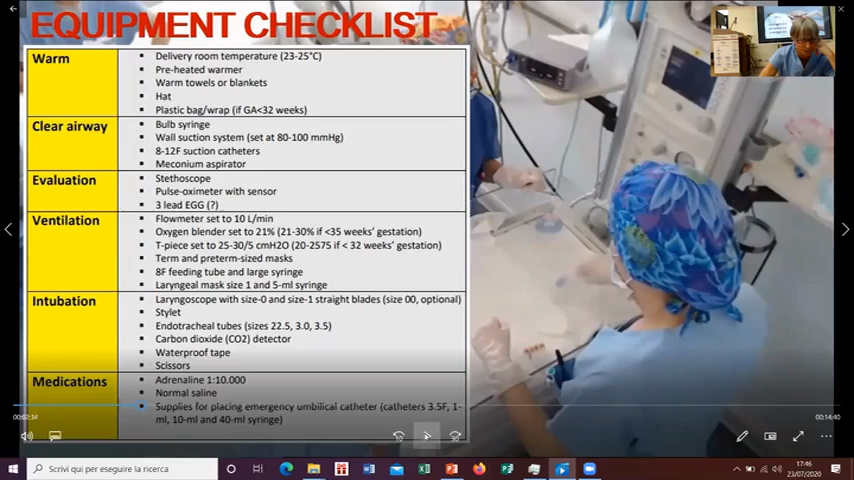 EQUIPMENT CHECKLIST
Warm
Delivery room temperature (23-25°C)
Pre-heated warmer
Warm towels or blankets
Hat
Plastic bag/wrap (if GA<32 weeks)
Clear airway
Bulb syringe
Wall suction system (set at 80-100 mmHg)
8-12F suction catheters
Meconium aspirator
Evaluation
Stethoscope
Pulse-oximeter with sensor
3 lead EGG (?)
Ventilation
Flowmeter set to 10 L/min
Oxygen blender set to 21% (21-30% if <35 weeks' gestation)
T-piece set to 25-30/5 cmH2O (20-2575 if < 32 weeks' gestation)
Term and preterm-sized masks
8F feeding tube and large syringe
Laryngeal mask size 1 and 5-ml syringe
Intubation
Laryngoscope with size-0 and size-1 straight blades (size 00, optional)
Stylet
Endotracheal tubes (sizes 22.5, 3.0, 3.5)
Carbon dioxide (CO2) detector
Waterproof tape
Scissors
Medications
Adrenaline 1:10.000
Normal saline
Supplies for placing emergency umbilical catheter (catheters 3.5F, 1-
ml, 10-ml and 40-ml syringe)
00:02:34
00:14:40
10
30
Scrivi qui per eseguire la ricerca
17:46
23/07/2020